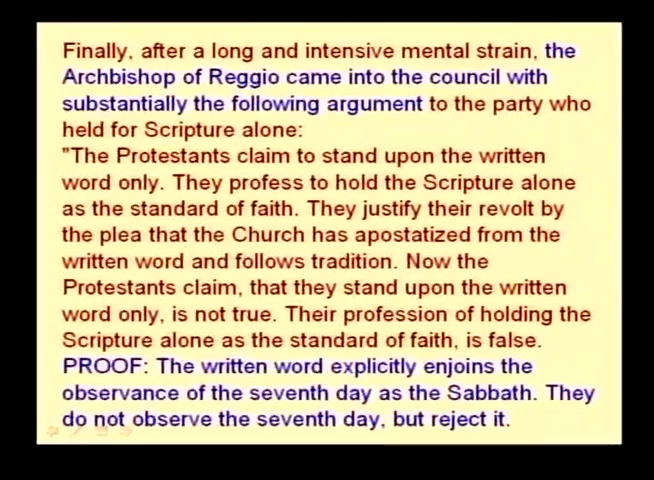 Finally, after a long and intensive mental strain, the
Archbishop of Reggio came into the council with
substantially the following argument to the party who
held for Scripture alone:
"The Protestants claim to stand upon the written
word only. They profess to hold the Scripture alone
as the standard of faith. They justify their revolt by
the plea that the Church has apostatized from the
written word and follows tradition. Now the
Protestants claim, that they stand upon the written
word only, is not true. Their profession of holding the
Scripture alone as the standard of faith, is false.
PROOF: The written word explicitly enjoins the
observance of the seventh day as the Sabbath. They
do not observe the seventh day, but reject it.